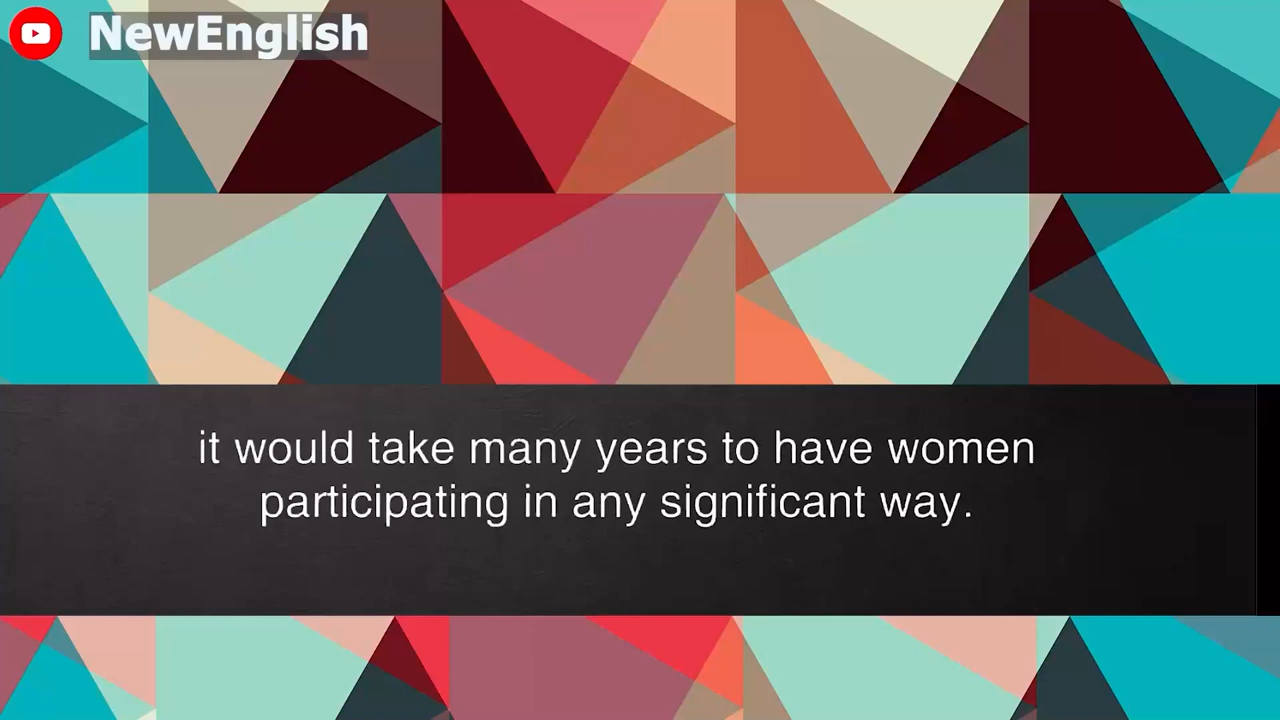 NewEnglish
it would take many years to have women
participating in any significant way.